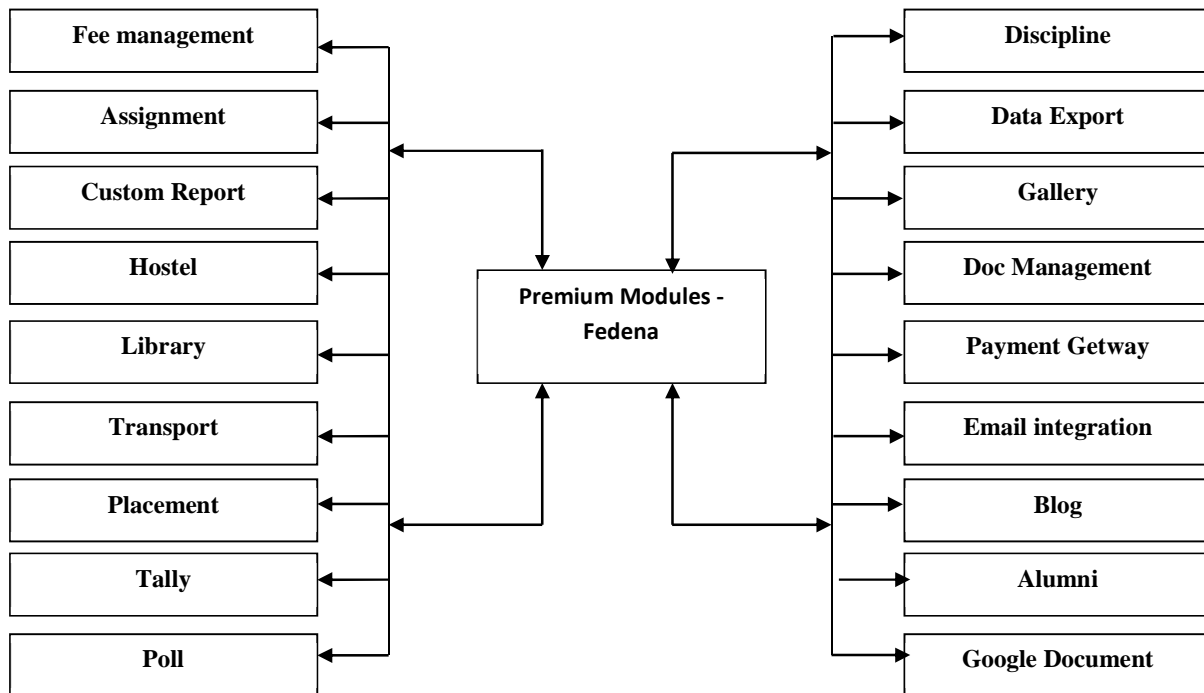 Fee management
Assignment
Custom Report
Hostel
Library
Transport
Placement
Tally
Poll
Premium Modules -
Fedena
Discipline
Data Export
Gallery
Doc Management
Payment Getway
Email integration
Blog
Alumni
Google Document